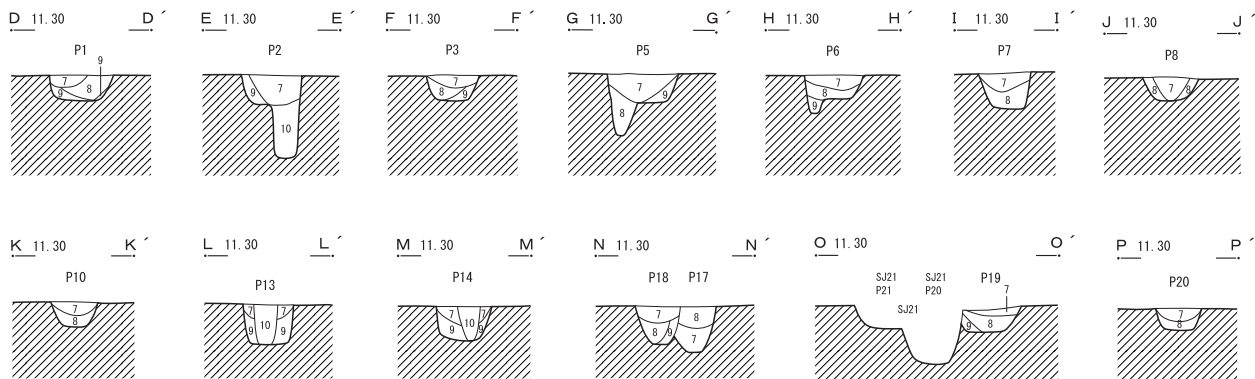 D 11.30 D´
P1
9
7
8
9
E 11.30 E´
P2
9
7
10
F 11.30 F´
P3
7
8
9
G 11.30 G´
P5
7
9
8
H 11.30 H´
P6
7
8
9
I 11.30 I´
P7
7
8
J 11.30 J´
P8
8 7 8
K 11.30 K´
P10
7
8
L 11.30 L´
P13
7 7
10
9 9
M 11.30 M´
P14
7 7
10
9 9
N 11.30 N´
P18 P17
7 8
8 9
7
O 11.30 O´
SJ21 SJ21 P19
P21 P20 7
SJ21
9 8
P 11.30 P´
P20
7
8